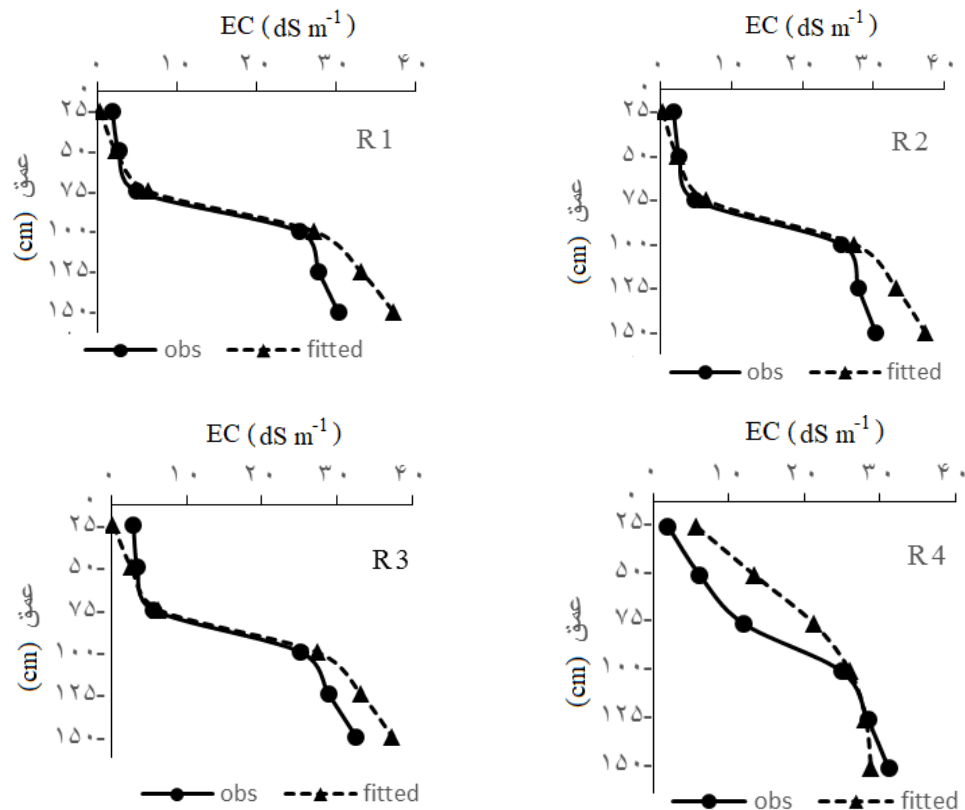 EC (dS m⁻¹)
۰ ۱۰ ۲۰ ۳۰ ۴۰
۰
۲۵-
۵۰-
۷۵-
۱۰۰-
۱۲۵-
۱۵۰-
عمق
(cm)
R1
obs fitted
EC (dS m⁻¹)
۰ ۱۰ ۲۰ ۳۰ ۴۰
۰
۲۵-
۵۰-
۷۵-
۱۰۰-
۱۲۵-
۱۵۰-
عمق
(cm)
R2
obs fitted
EC (dS m⁻¹)
۰ ۱۰ ۲۰ ۳۰ ۴۰
۰
۲۵-
۵۰-
۷۵-
۱۰۰-
۱۲۵-
۱۵۰-
عمق
(cm)
R3
obs fitted
EC (dS m⁻¹)
۰ ۱۰ ۲۰ ۳۰ ۴۰
۰
۲۵-
۵۰-
۷۵-
۱۰۰-
۱۲۵-
۱۵۰-
عمق
(cm)
R4
obs fitted